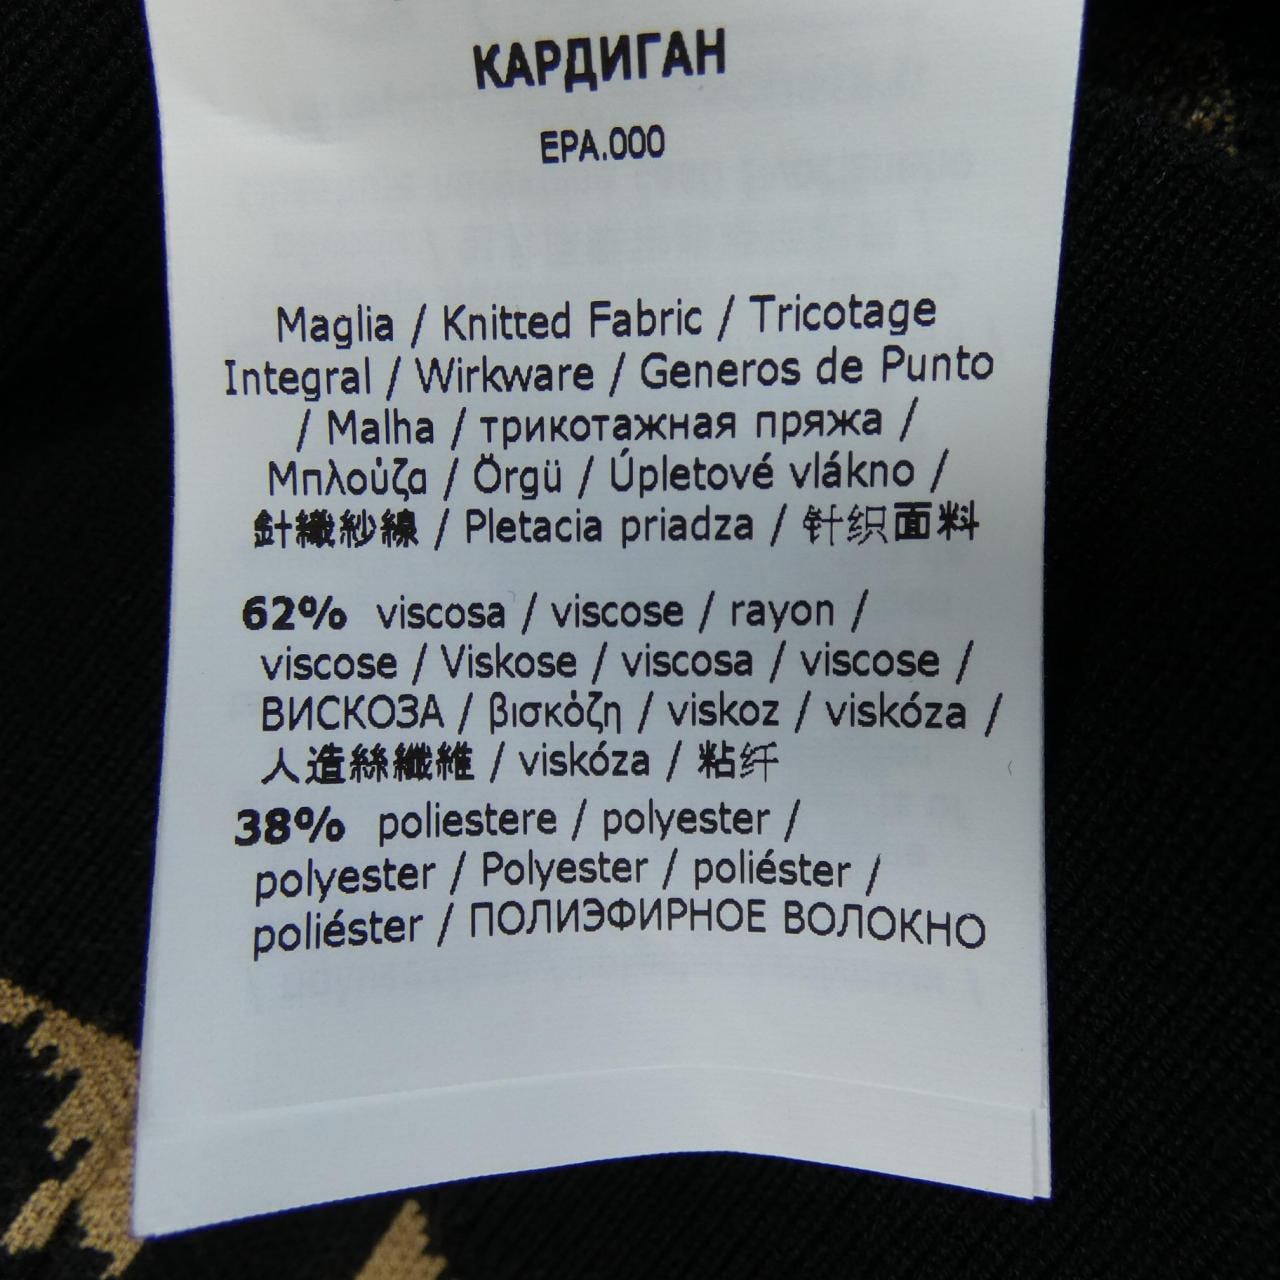 КАРДИГАН
EPA.000
Maglia / Knitted Fabric / Tricotage
Integral / Wirkware / Generos de Punto
/ Malha / трикотажная пряжа /
Μπλούζα / Örgü / Úpletové vlákno /
針織紗線 / Pletacia priadza / 针织面料
62% viscosa / viscose / rayon /
viscose / Viskose / viscosa / viscose /
ВИСКОЗА / βισκόζη / viskoz / viskóza /
人造絲纖維 / viskóza / 粘纤
38% poliestere / polyester /
polyester / Polyester / poliéster /
poliéster / ПОЛИЭФИРНОЕ ВОЛОКНО